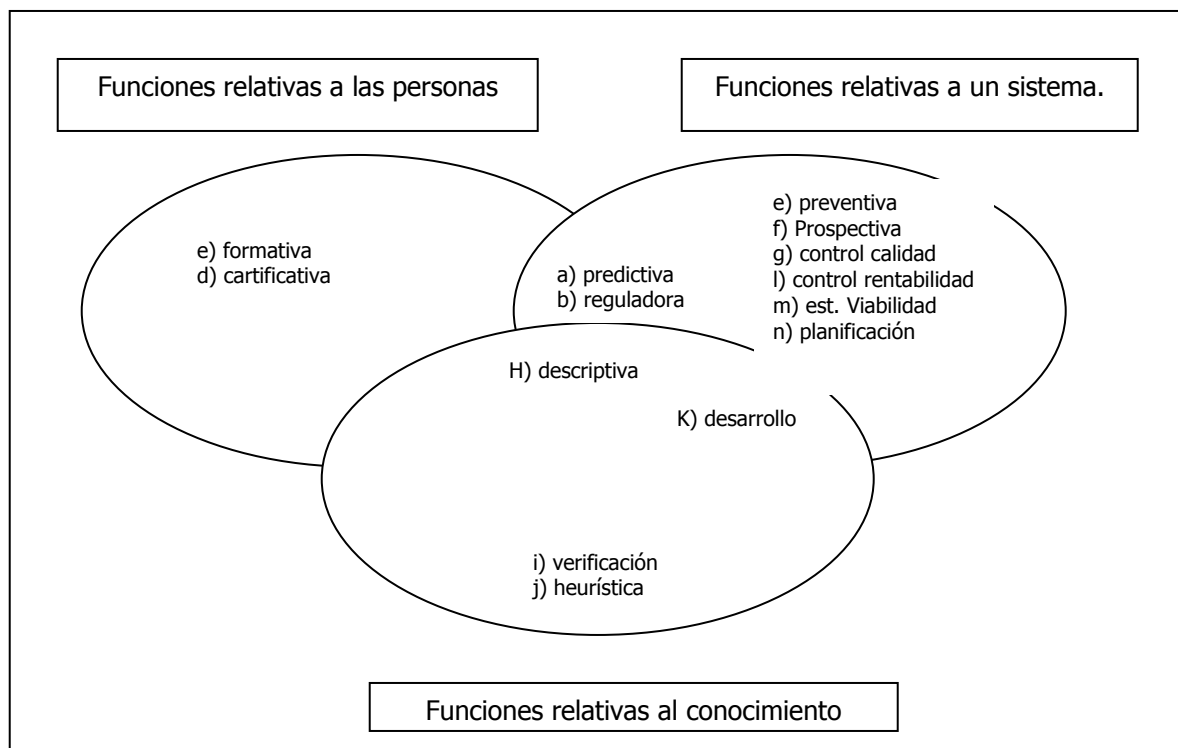 Funciones relativas a las personas
Funciones relativas a un sistema.
e) formativa
d) cartificativa
a) predictiva
b) reguladora
e) preventiva
f) Prospectiva
g) control calidad
l) control rentabilidad
m) est. Viabilidad
n) planificación
H) descriptiva
K) desarrollo
i) verificación
j) heurística
Funciones relativas al conocimiento